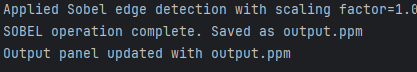 Applied Sobel edge detection with scaling factor=1.0
SOBEL operation complete. Saved as output.ppm
Output panel updated with output.ppm